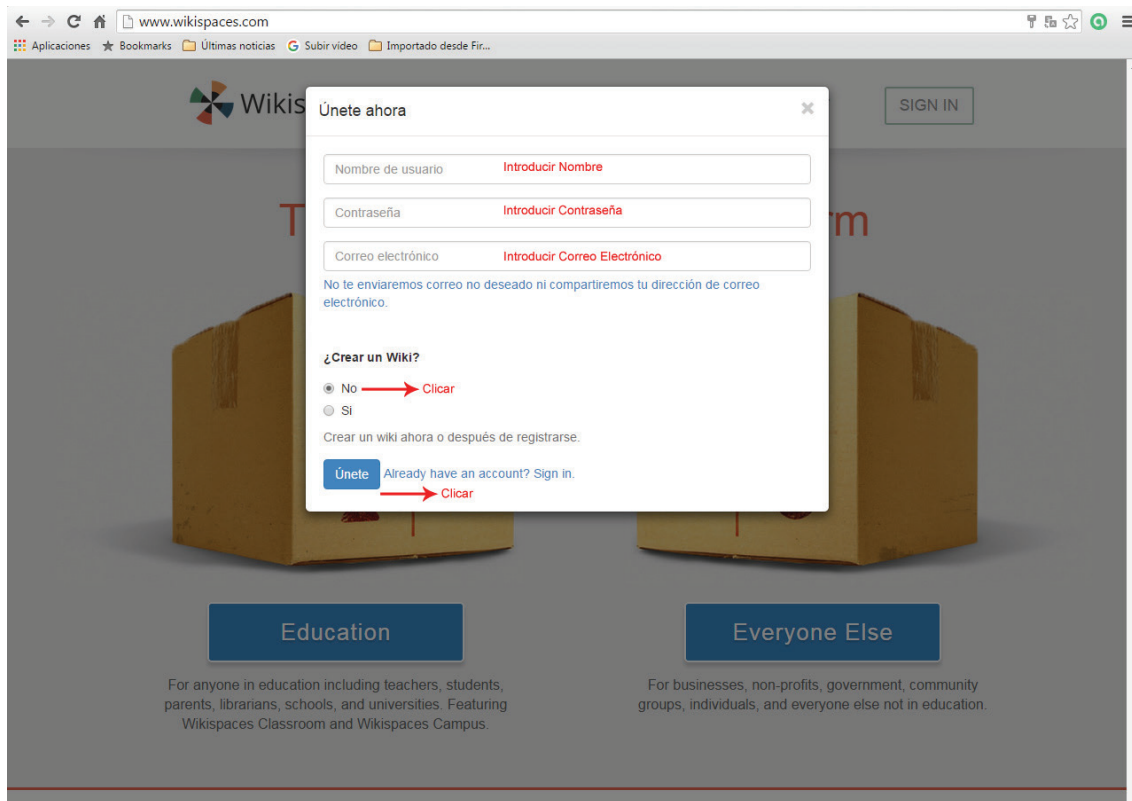 www.wikispaces.com
Aplicaciones Bookmarks Últimas noticias G Subir vídeo Importado desde Fir...
Wikis
SIGN IN
Únete ahora
Nombre de usuario Introducir Nombre
Contraseña Introducir Contraseña
T rm
Correo electrónico Introducir Correo Electrónico
No te enviaremos correo no deseado ni compartiremos tu dirección de correo
electrónico.
¿Crear un Wiki?
No Clicar
Si
Crear un wiki ahora o después de registrarse.
Únete Already have an account? Sign in.
Clicar
Education
Everyone Else
For anyone in education including teachers, students,
parents, librarians, schools, and universities. Featuring
Wikispaces Classroom and Wikispaces Campus.
For businesses, non-profits, government, community
groups, individuals, and everyone else not in education.